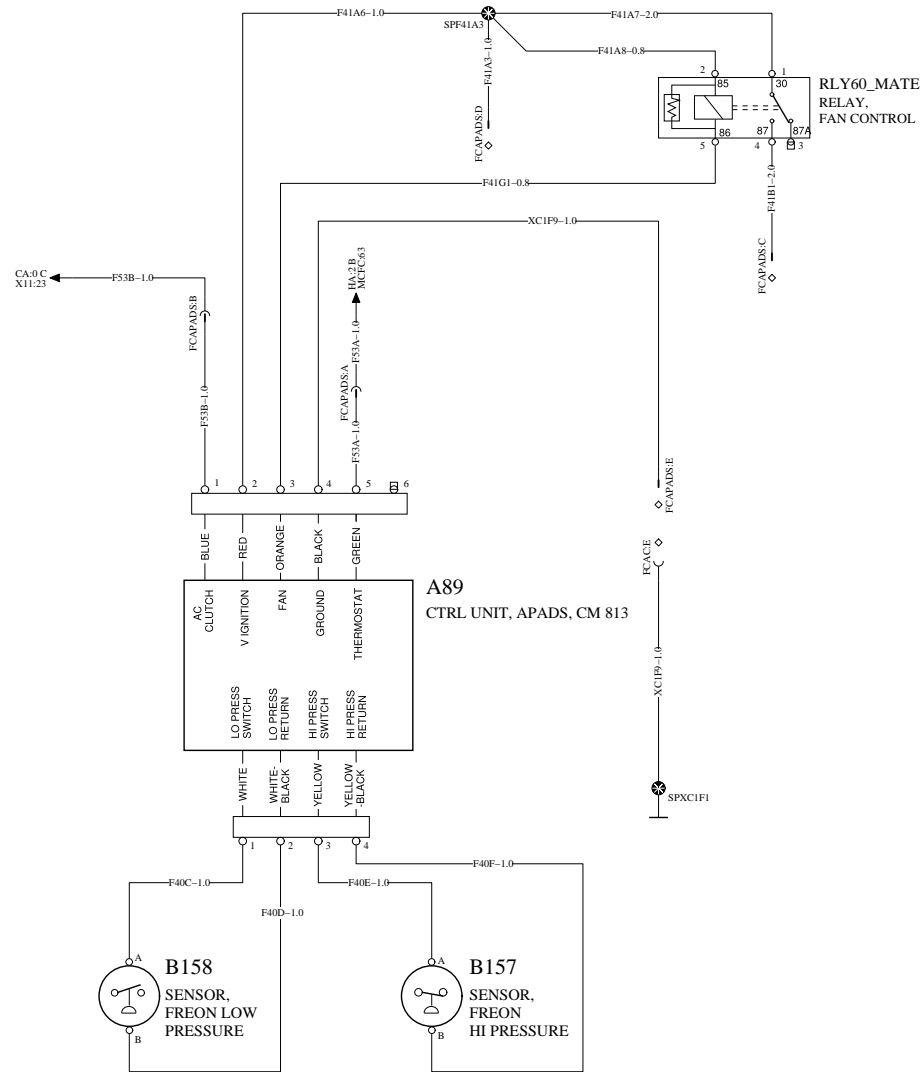 F41A6–1.0
SPF41A3
F41A7–2.0
F41A8–0.8
F41A3–1.0
FCAPADS:D
2
1
85
30
86
87
87A
5
4
3
RLY60_MATE
RELAY,
FAN CONTROL
F41G1–0.8
F41B1–2.0
FCAPADS:C
XC1F9–1.0
CA:0 C
X11:23
F53B–1.0
FCAPADS:B
F53B–1.0
HA:2 B
MCFC:63
F53A–1.0
FCAPADS:A
F53A–1.0
FCAPADS:E
FCAC:E
XC1F9–1.0
SPXC1F1
1
2
3
4
5
6
BLUE
RED
ORANGE
BLACK
GREEN
AC
CLUTCH
V IGNITION
FAN
GROUND
THERMOSTAT
A89
CTRL UNIT, APADS, CM 813
LO PRESS
SWITCH
LO PRESS
RETURN
HI PRESS
SWITCH
HI PRESS
RETURN
WHITE
WHITE-
BLACK
YELLOW
YELLOW
-BLACK
1
2
3
4
F40C–1.0
F40D–1.0
F40E–1.0
F40F–1.0
A
B158
SENSOR,
FREON LOW
PRESSURE
B
A
B157
SENSOR,
FREON
HI PRESSURE
B